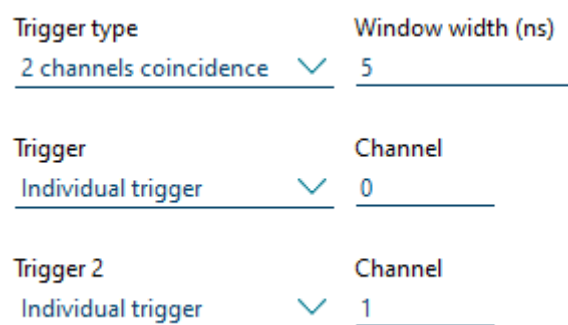 Trigger type Window width (ns)
2 channels coincidence 5
Trigger Channel
Individual trigger 0
Trigger 2 Channel
Individual trigger 1